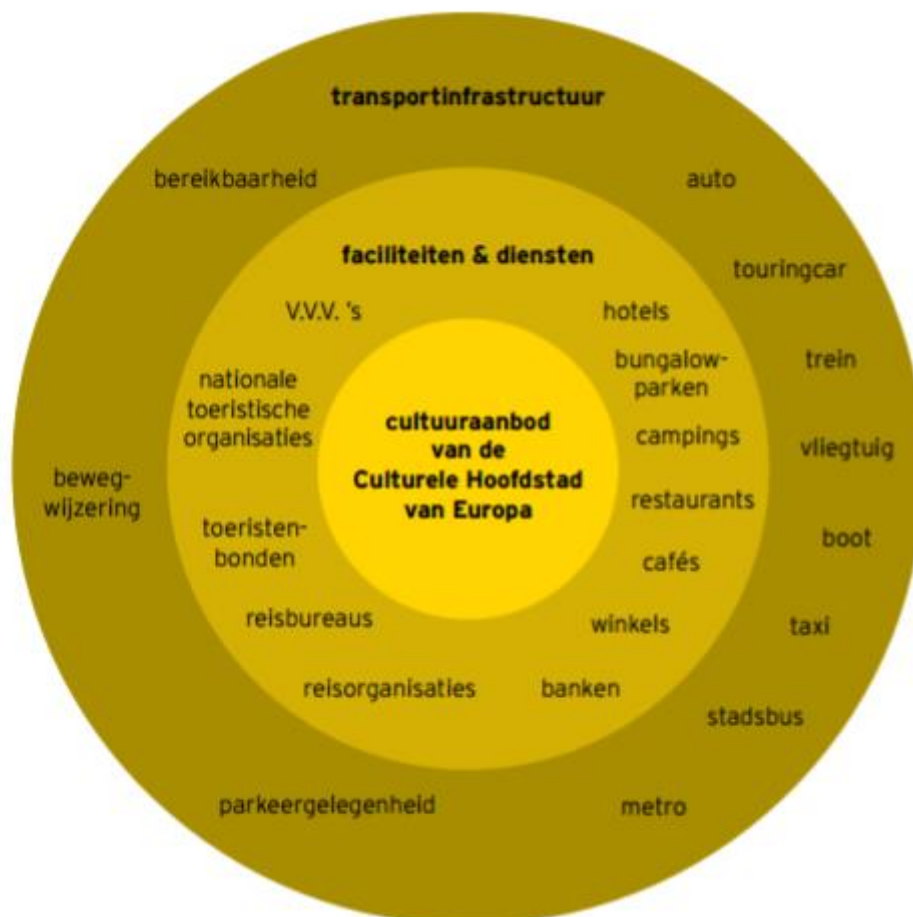 transportinfrastructuur
bereikbaarheid
auto
faciliteiten & diensten
touringcar
V.V.V. 's
hotels
nationale
toeristische
organisaties
bungalow-
parken
trein
cultuuraanbod
van de
Culturele Hoofdstad
van Europa
campings
vliegtuig
beweg-
wijzering
restaurants
toeristen-
bonden
boot
cafés
reisbureaus
winkels
taxi
reisorganisaties
banken
stadsbus
parkeergelegenheid
metro